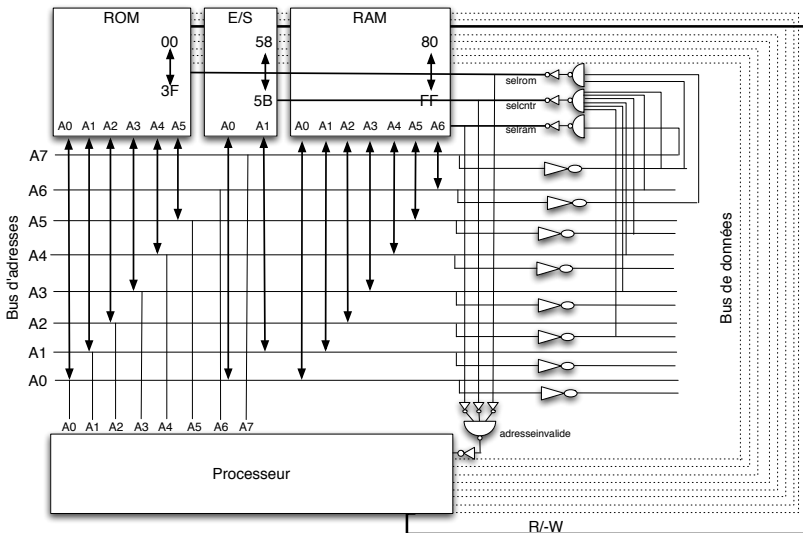 ROM E/S RAM
00 58 80
3F 5B FF
A0 A1 A2 A3 A4 A5 A0 A1 A0 A1 A2 A3 A4 A5 A6
selrom
selcntr
selram
A7
A6
A5
A4
A3
A2
A1
A0
Bus d'adresses
Bus de données
A0 A1 A2 A3 A4 A5 A6 A7
adresseinvalide
Processeur
R/-W